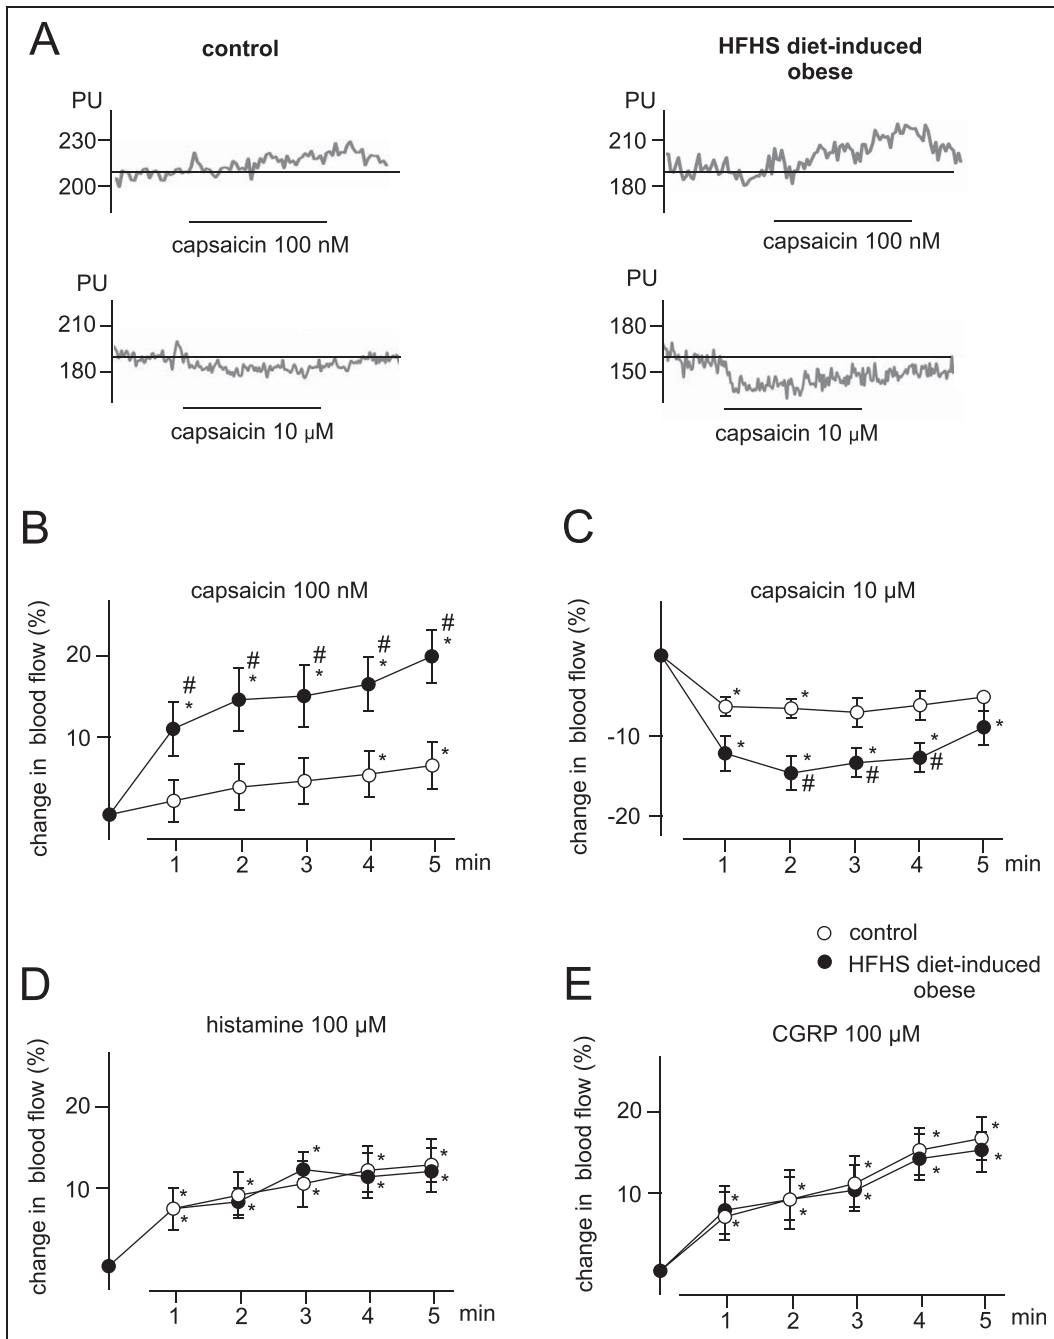 A
control
HFHS diet-induced
obese
PU
230
200
capsaicin 100 nM
PU
210
180
capsaicin 100 nM
PU
210
180
capsaicin 10 µM
PU
180
150
capsaicin 10 µM
B
capsaicin 100 nM
change in blood flow (%)
20
10
# * # * # * # * # *
* *
1 2 3 4 5 min
C
capsaicin 10 µM
change in blood flow (%)
-10
-20
* *
* * # * # * # *
1 2 3 4 5 min
control
HFHS diet-induced
obese
D
histamine 100 µM
change in blood flow (%)
20
10
* * * * *
* * * * *
1 2 3 4 5 min
E
CGRP 100 µM
change in blood flow (%)
20
10
* * * * *
* * * * *
1 2 3 4 5 min